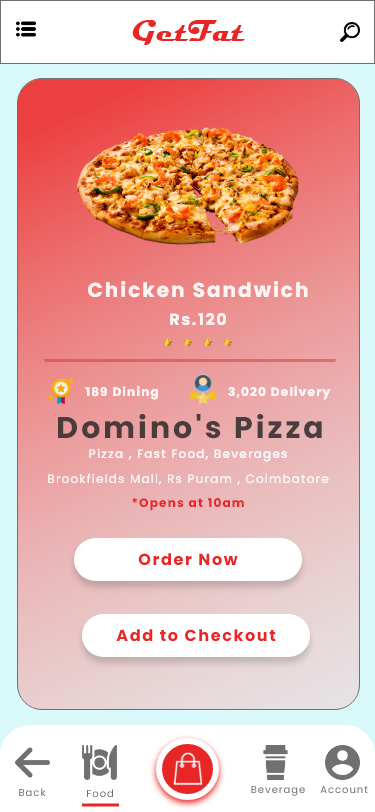 GetFat
Chicken Sandwich
Rs.120
189 Dining
3,020 Delivery
Domino's Pizza
Pizza , Fast Food, Beverages
Brookfields Mall, Rs Puram , Coimbatore
*Opens at 10am
Order Now
Add to Checkout
Back
Food
Beverage
Account